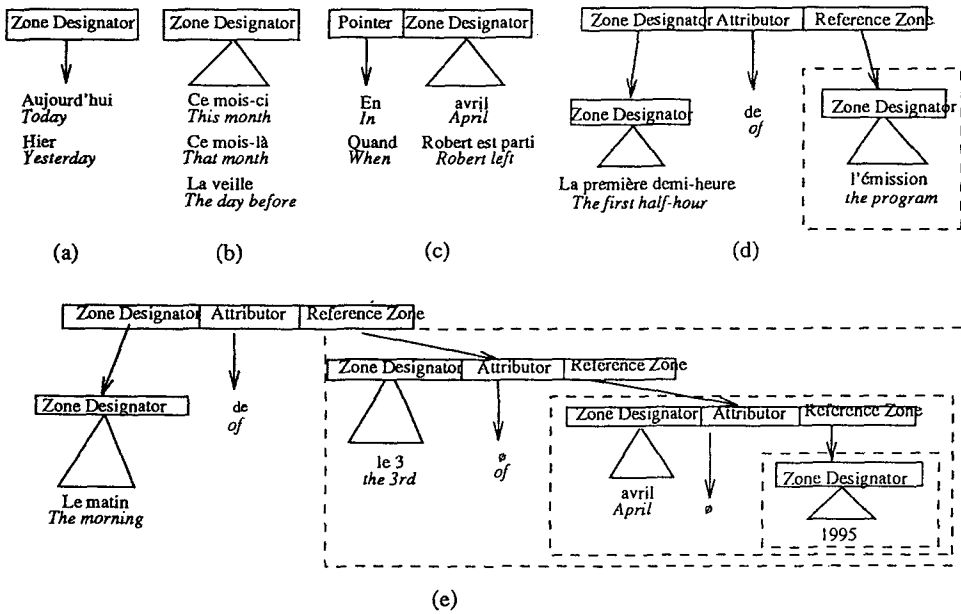 Zone Designator
Aujourd'hui
Today
Hier
Yesterday
(a)
Zone Designator
Ce mois-ci
This month
Ce mois-là
That month
La veille
The day before
(b)
Pointer Zone Designator
En
In
Quand
When
avril
April
Robert est parti
Robert left
(c)
Zone Designator Attributor Reference Zone
Zone Designator
La première demi-heure
The first half-hour
de
of
Zone Designator
l'émission
the program
(d)
Zone Designator Attributor Reference Zone
Zone Designator
Le matin
The morning
de
of
Zone Designator Attributor Reference Zone
le 3
the 3rd
ø
of
Zone Designator Attributor Reference Zone
avril
April
ø
Zone Designator
1995
(e)